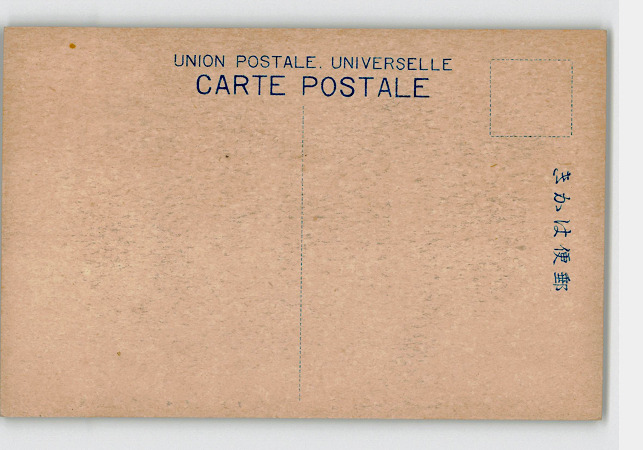 UNION POSTALE. UNIVERSELLE
CARTE POSTALE
きかは便郵